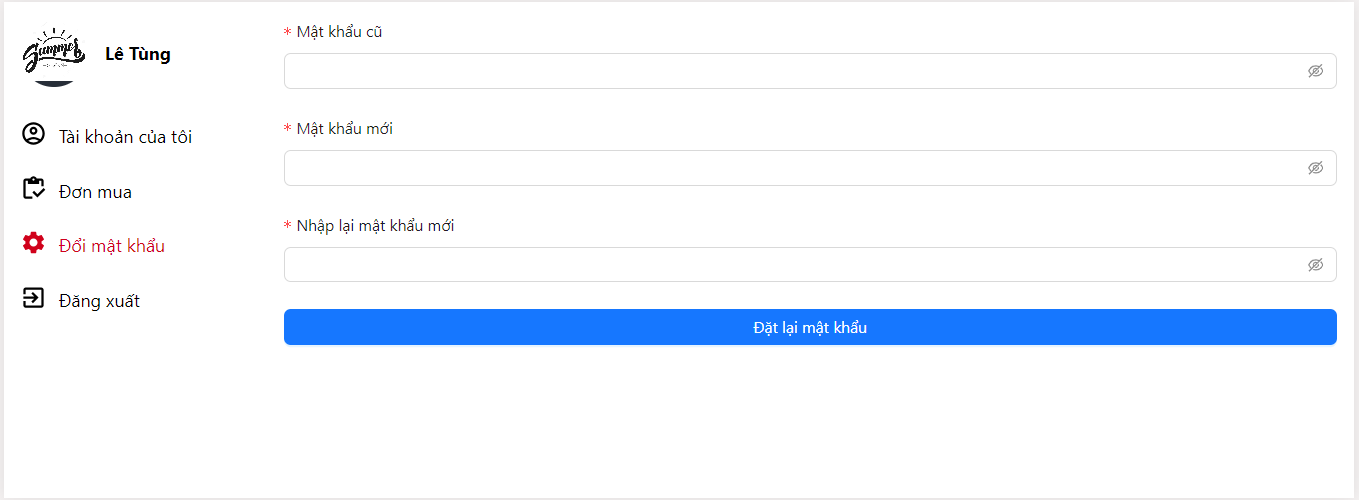 Summer
Lê Tùng
Tài khoản của tôi
Đơn mua
Đổi mật khẩu
Đăng xuất
* Mật khẩu cũ
* Mật khẩu mới
* Nhập lại mật khẩu mới
Đặt lại mật khẩu